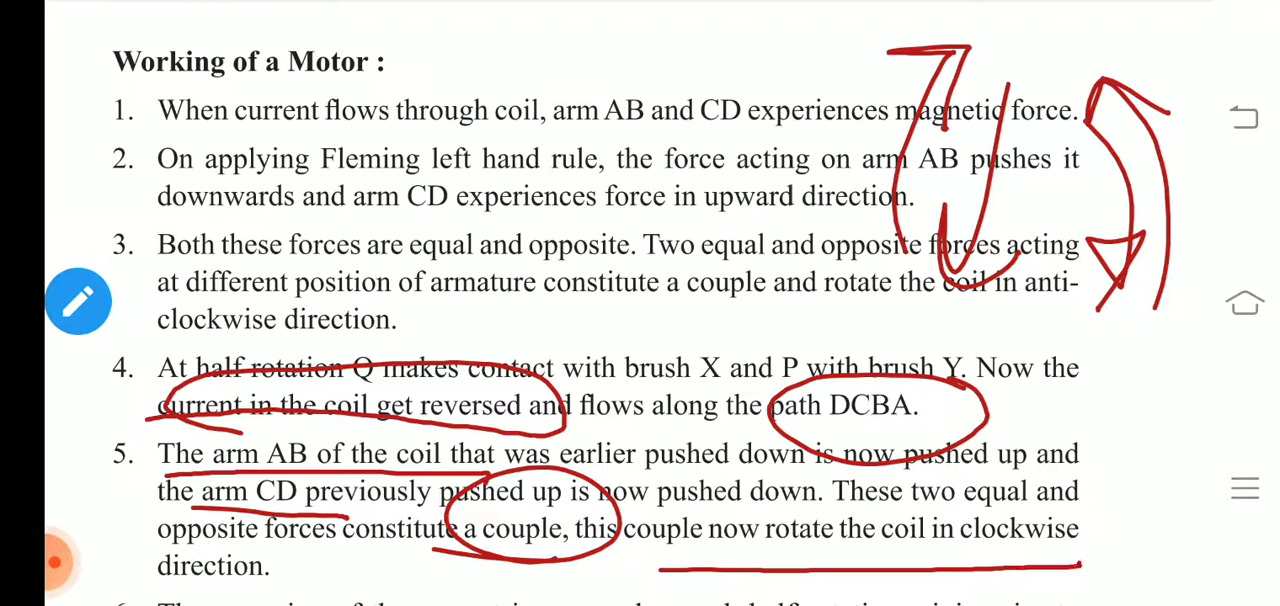 Working of a Motor :
1. When current flows through coil, arm AB and CD experiences magnetic force.
2. On applying Fleming left hand rule, the force acting on arm AB pushes it
downwards and arm CD experiences force in upward direction.
3. Both these forces are equal and opposite. Two equal and opposite forces acting
at different position of armature constitute a couple and rotate the coil in anti-
clockwise direction.
4. At half rotation Q makes contact with brush X and P with brush Y. Now the
current in the coil get reversed and flows along the path DCBA.
5. The arm AB of the coil that was earlier pushed down is now pushed up and
the arm CD previously pushed up is now pushed down. These two equal and
opposite forces constitute a couple, this couple now rotate the coil in clockwise
direction.